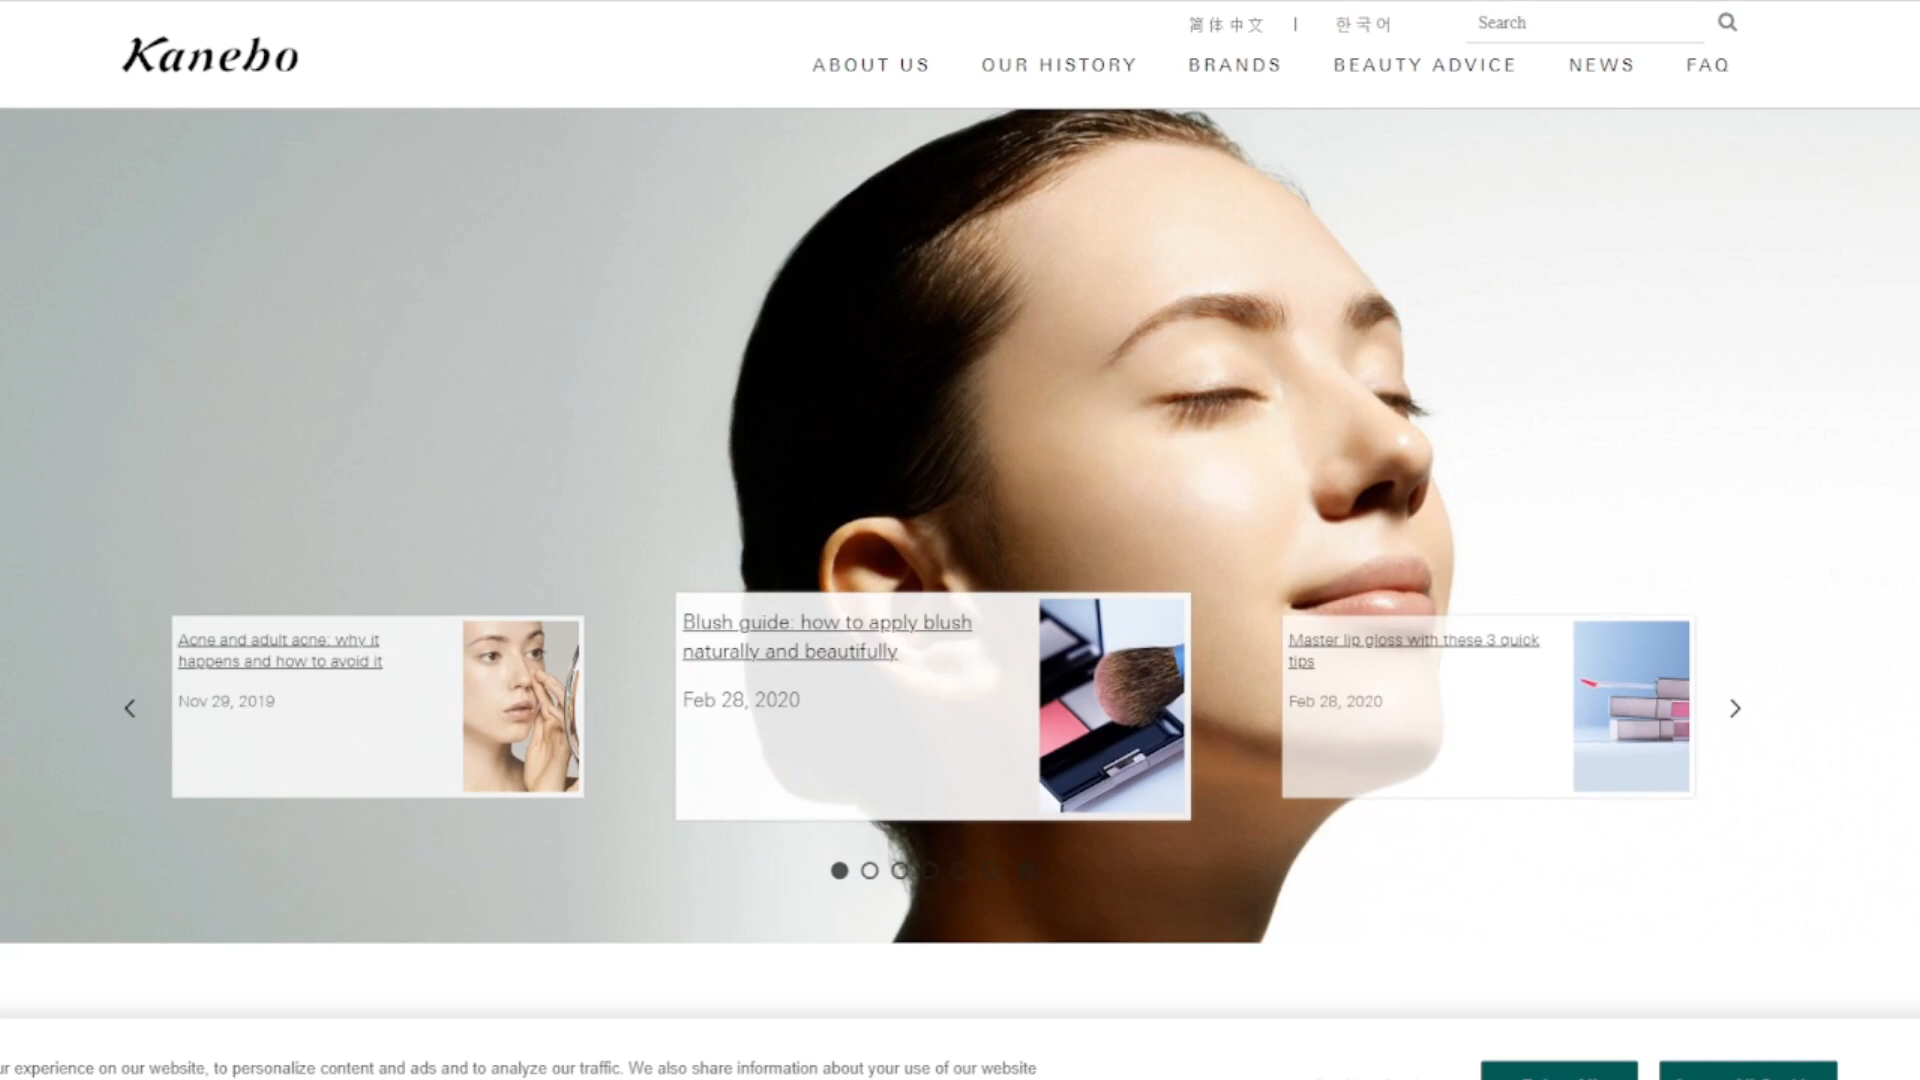 简体中文 | 한국어 Search
Kanebo
ABOUT US OUR HISTORY BRANDS BEAUTY ADVICE NEWS FAQ
Acne and adult acne: why it
happens and how to avoid it
Nov 29, 2019
Blush guide: how to apply blush
naturally and beautifully
Feb 28, 2020
Master lip gloss with these 3 quick
tips
Feb 28, 2020
experience on our website, to personalize content and ads and to analyze our traffic. We also share information about your use of our website